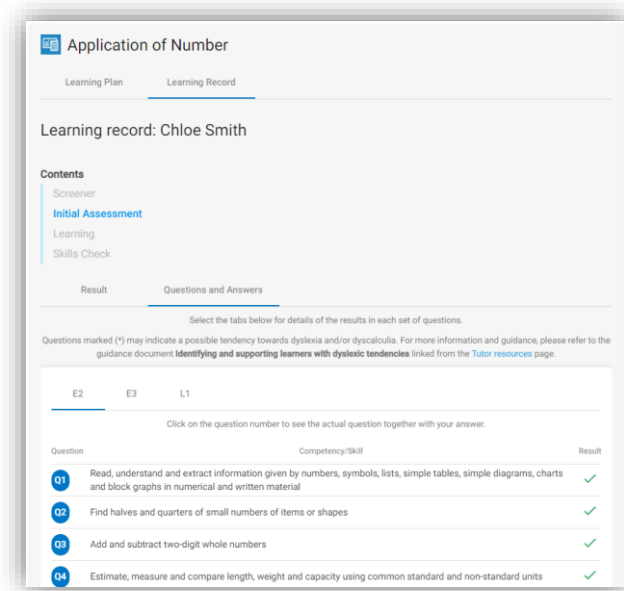 Application of Number
Learning Plan Learning Record
Learning record: Chloe Smith
Contents
Screener
Initial Assessment
Learning
Skills Check
Result Questions and Answers
Select the tabs below for details of the results in each set of questions.
Questions marked (*) may indicate a possible tendency towards dyslexia and/or dyscalculia. For more information and guidance, please refer to the
guidance document Identifying and supporting learners with dyslexic tendencies linked from the Tutor resources page.
E2 E3 L1
Click on the question number to see the actual question together with your answer.
Question Competency/Skill Result
Q1 Read, understand and extract information given by numbers, symbols, lists, simple tables, simple diagrams, charts
and block graphs in numerical and written material
Q2 Find halves and quarters of small numbers of items or shapes
Q3 Add and subtract two-digit whole numbers
Q4 Estimate, measure and compare length, weight and capacity using common standard and non-standard units